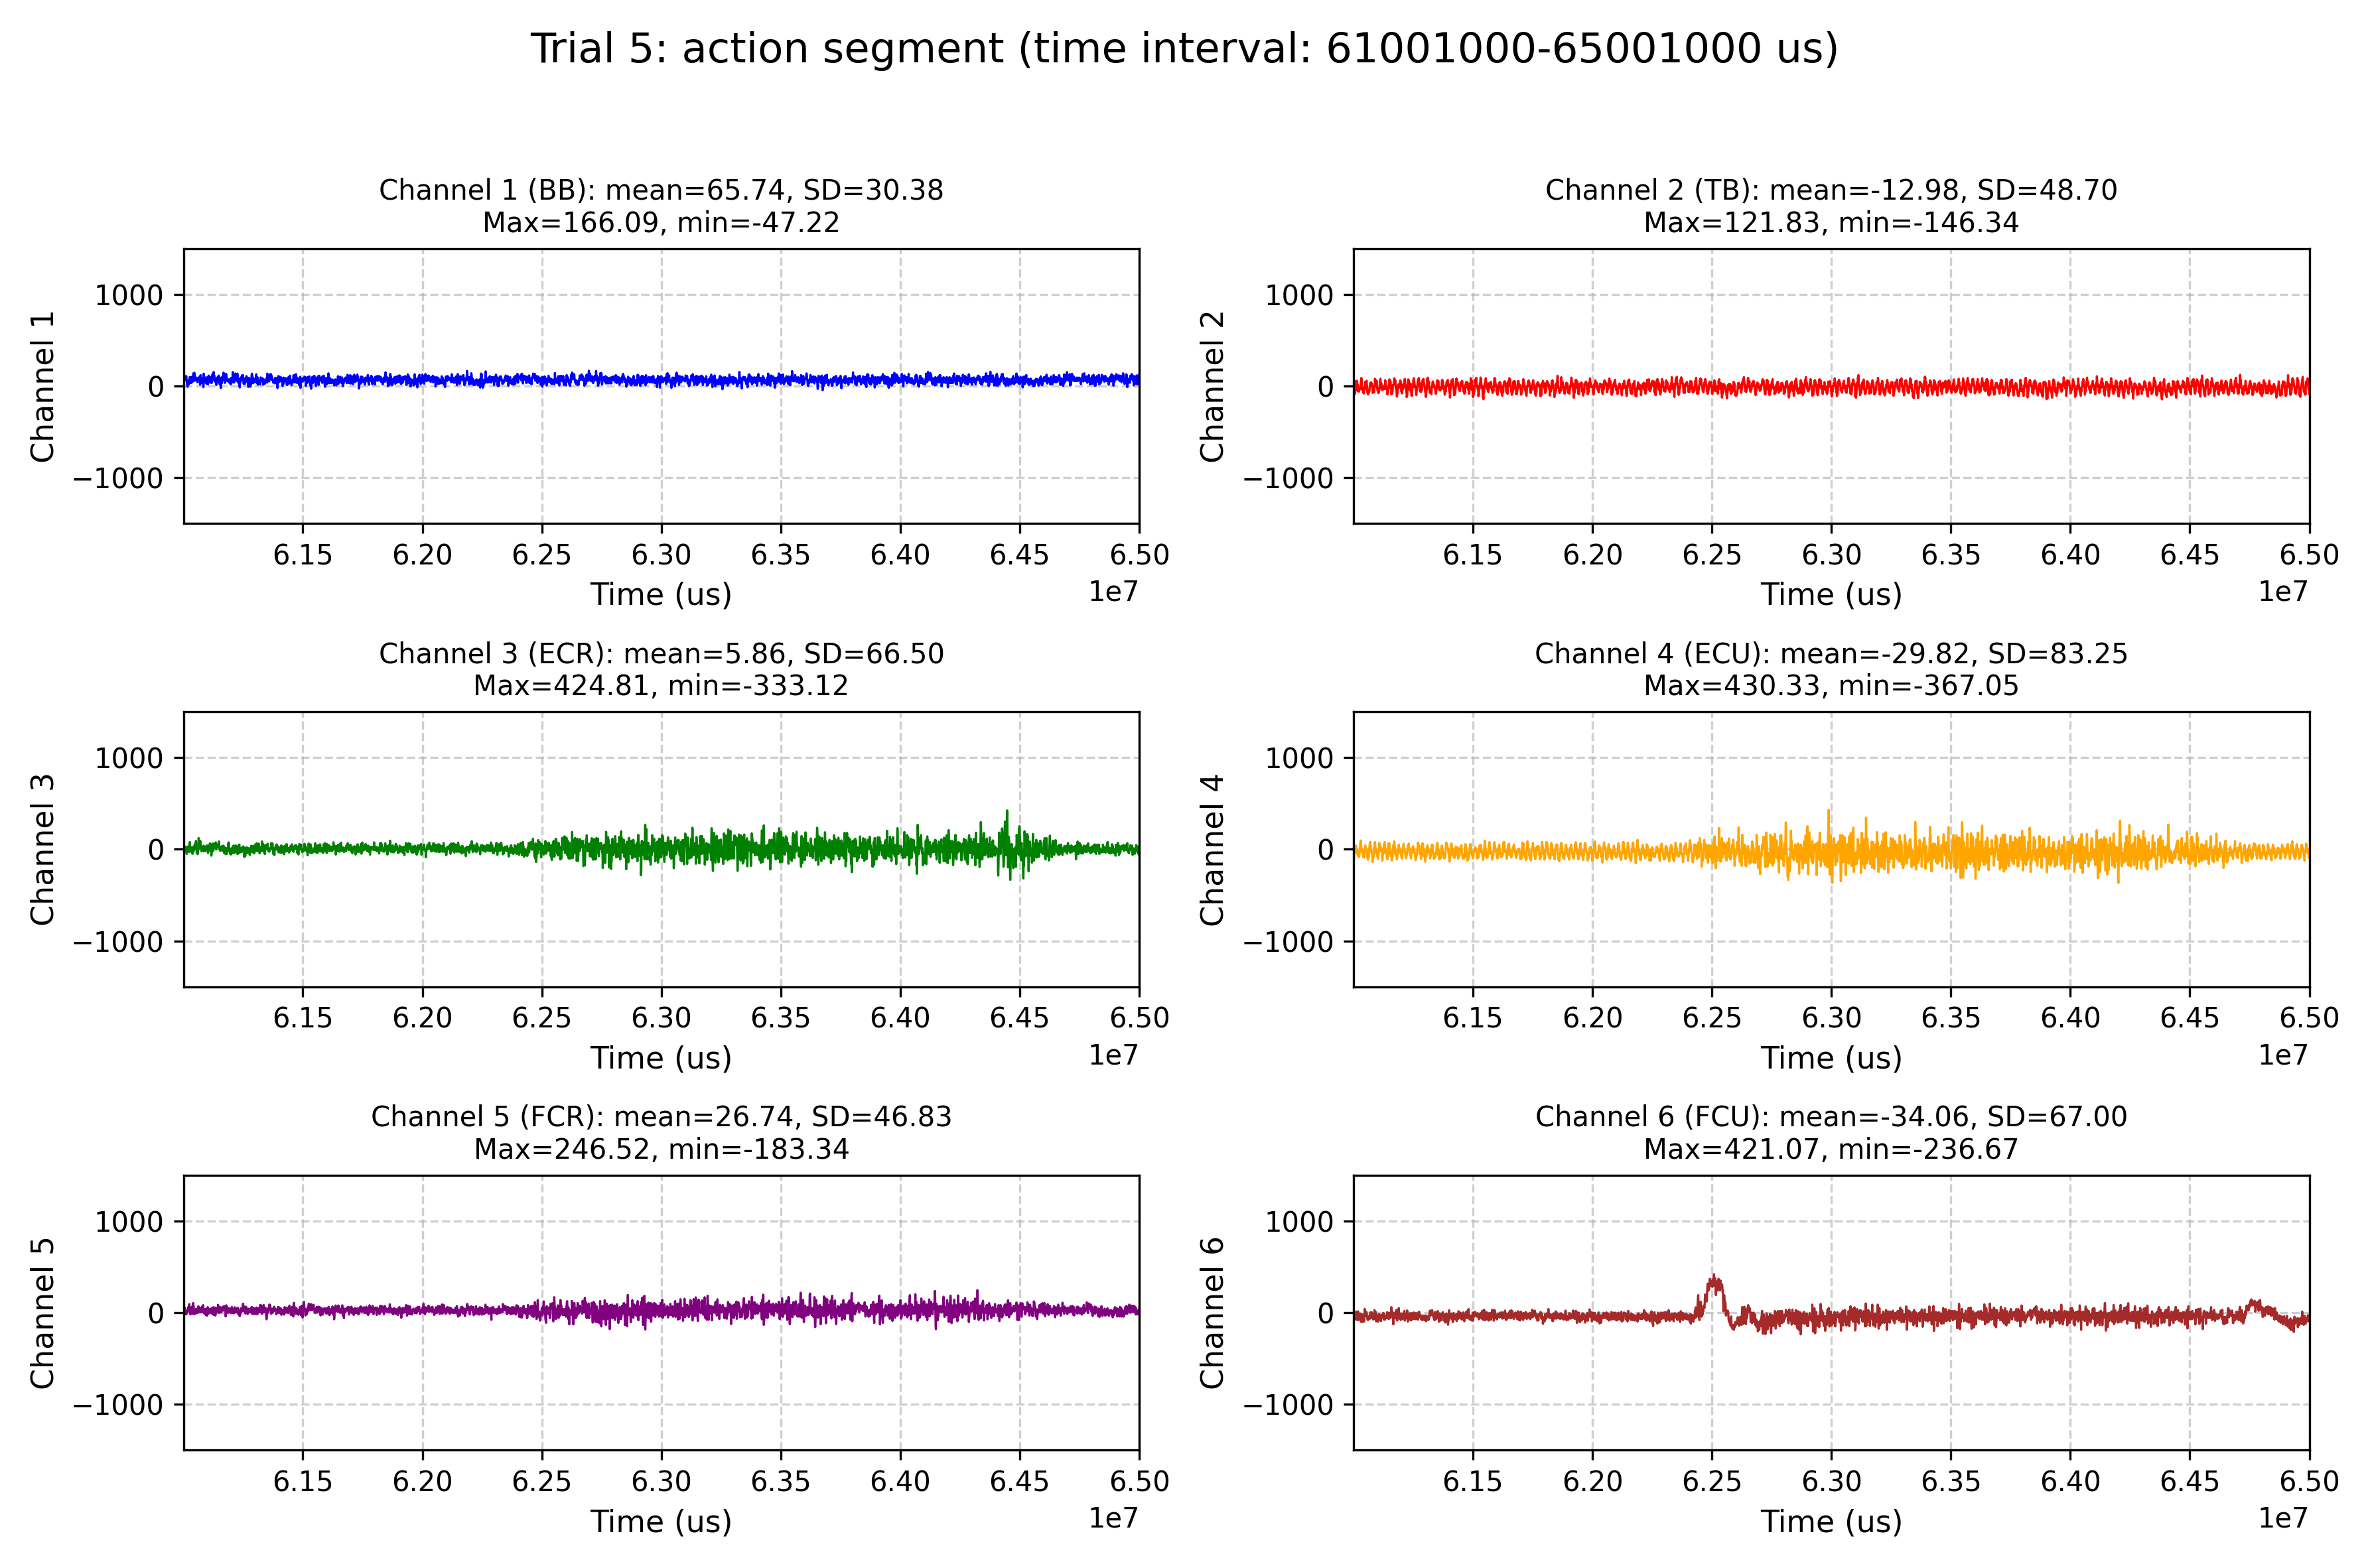 Trial 5: action segment (time interval: 61001000-65001000 us)
Channel 1 (BB): mean=65.74, SD=30.38
Max=166.09, min=-47.22
Channel 1
1000
0
−1000
6.15 6.20 6.25 6.30 6.35 6.40 6.45 6.50
Time (us)
1e7
Channel 2 (TB): mean=-12.98, SD=48.70
Max=121.83, min=-146.34
Channel 2
1000
0
−1000
6.15 6.20 6.25 6.30 6.35 6.40 6.45 6.50
Time (us)
1e7
Channel 3 (ECR): mean=5.86, SD=66.50
Max=424.81, min=-333.12
Channel 3
1000
0
−1000
6.15 6.20 6.25 6.30 6.35 6.40 6.45 6.50
Time (us)
1e7
Channel 4 (ECU): mean=-29.82, SD=83.25
Max=430.33, min=-367.05
Channel 4
1000
0
−1000
6.15 6.20 6.25 6.30 6.35 6.40 6.45 6.50
Time (us)
1e7
Channel 5 (FCR): mean=26.74, SD=46.83
Max=246.52, min=-183.34
Channel 5
1000
0
−1000
6.15 6.20 6.25 6.30 6.35 6.40 6.45 6.50
Time (us)
1e7
Channel 6 (FCU): mean=-34.06, SD=67.00
Max=421.07, min=-236.67
Channel 6
1000
0
−1000
6.15 6.20 6.25 6.30 6.35 6.40 6.45 6.50
Time (us)
1e7